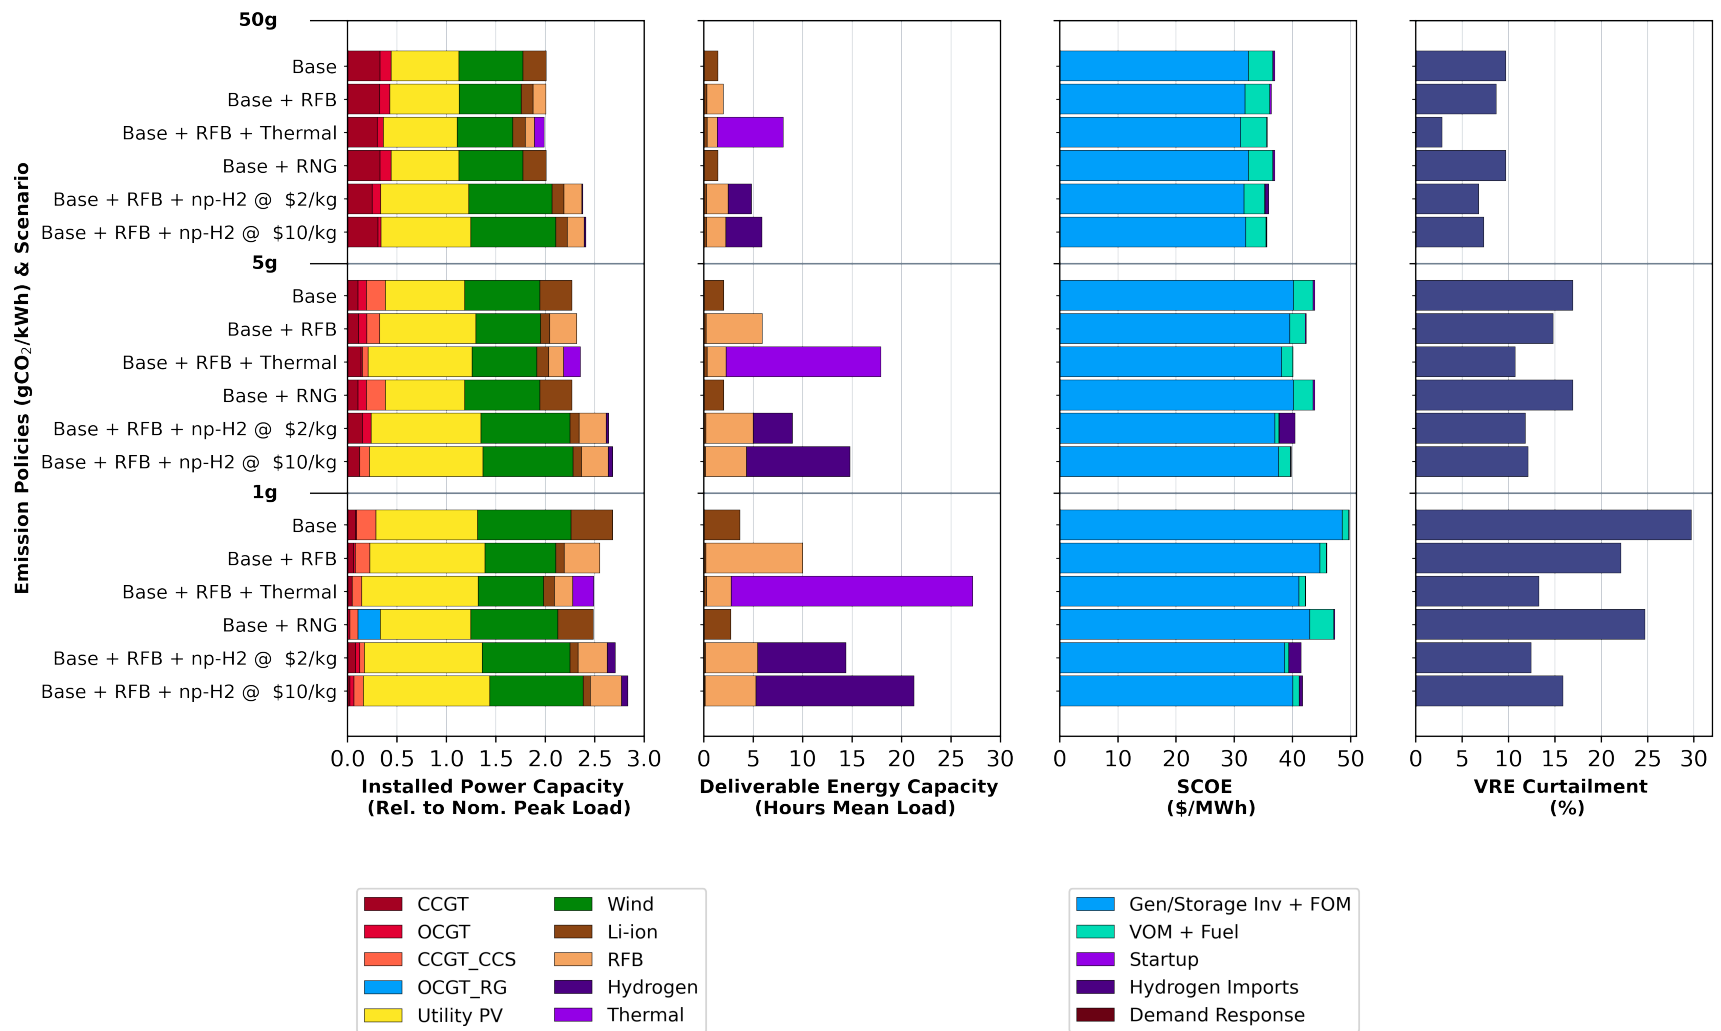 Emission Policies (gCO₂/kWh) & Scenario
50g
Base
Base + RFB
Base + RFB + Thermal
Base + RNG
Base + RFB + np-H2 @  $2/kg
Base + RFB + np-H2 @  $10/kg
5g
Base
Base + RFB
Base + RFB + Thermal
Base + RNG
Base + RFB + np-H2 @  $2/kg
Base + RFB + np-H2 @  $10/kg
1g
Base
Base + RFB
Base + RFB + Thermal
Base + RNG
Base + RFB + np-H2 @  $2/kg
Base + RFB + np-H2 @  $10/kg
0.0 0.5 1.0 1.5 2.0 2.5 3.0
Installed Power Capacity
(Rel. to Nom. Peak Load)
0 5 10 15 20 25 30
Deliverable Energy Capacity
(Hours Mean Load)
0 10 20 30 40 50
SCOE
($/MWh)
0 5 10 15 20 25 30
VRE Curtailment
(%)
CCGT
OCGT
CCGT_CCS
OCGT_RG
Utility PV
Wind
Li-ion
RFB
Hydrogen
Thermal
Gen/Storage Inv + FOM
VOM + Fuel
Startup
Hydrogen Imports
Demand Response